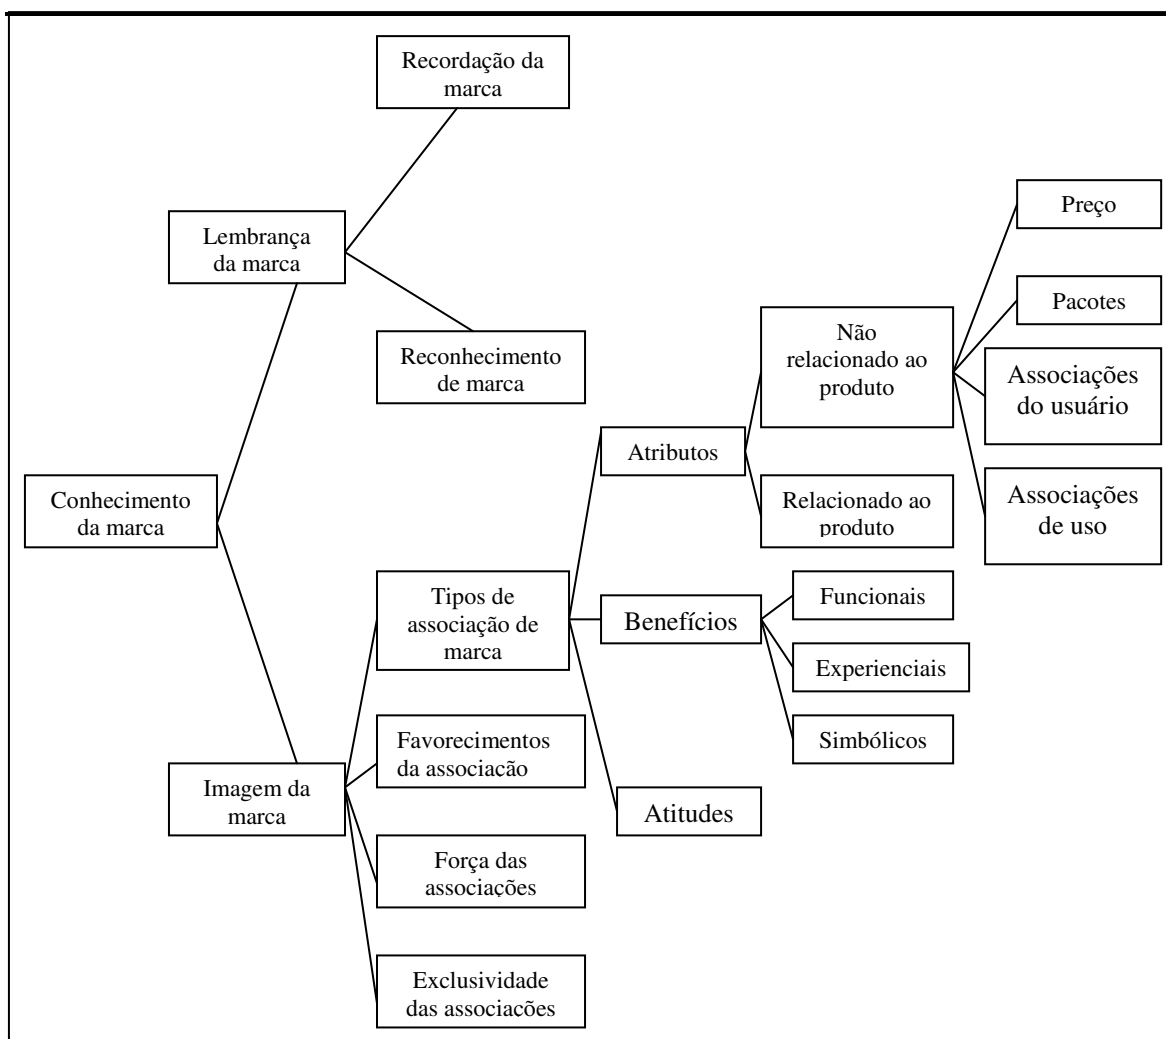 Recordação da
marca
Lembrança
da marca
Reconhecimento
de marca
Conhecimento
da marca
Imagem da
marca
Tipos de
associação de
marca
Favorecimentos
da associação
Força das
associações
Exclusividade
das associações
Atributos
Benefícios
Atitudes
Não
relacionado ao
produto
Relacionado ao
produto
Preço
Pacotes
Associações
do usuário
Associações
de uso
Funcionais
Experienciais
Simbólicos